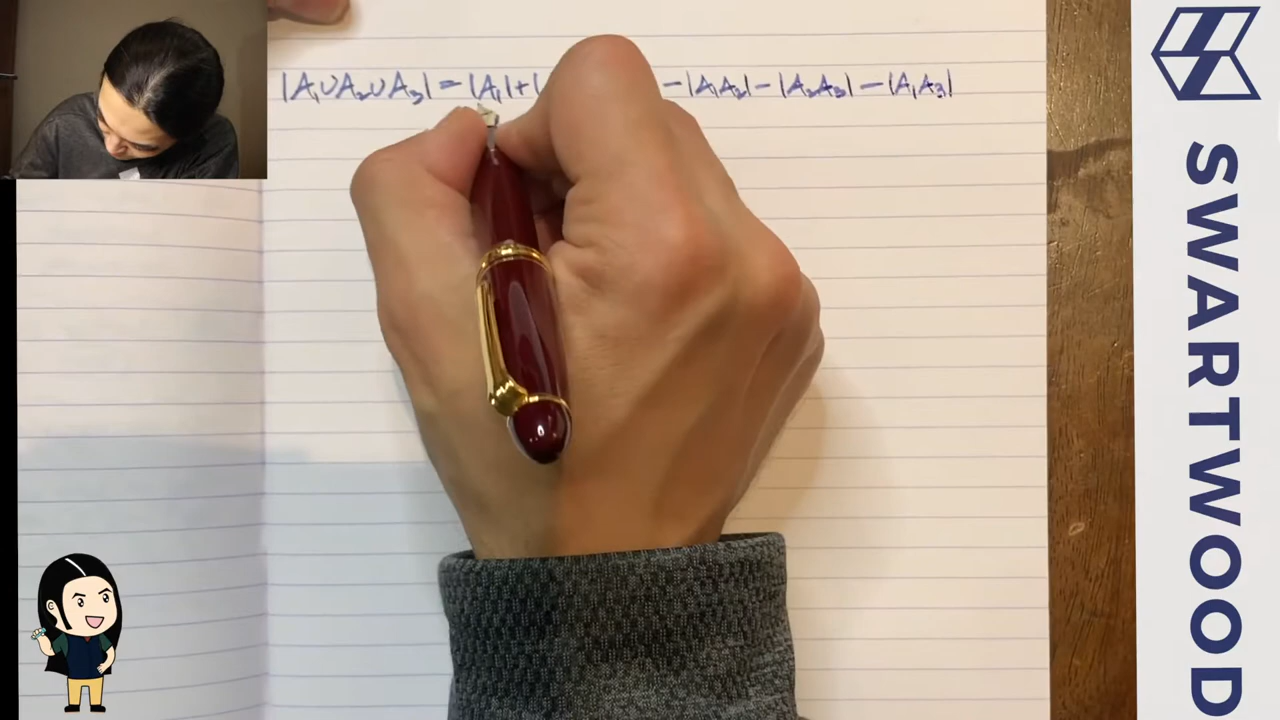 |A₁∪A₂∪A₃| = |A₁|+| -|A₁A₂| - |A₂A₃| - |A₁A₃|
SWARTWOOD